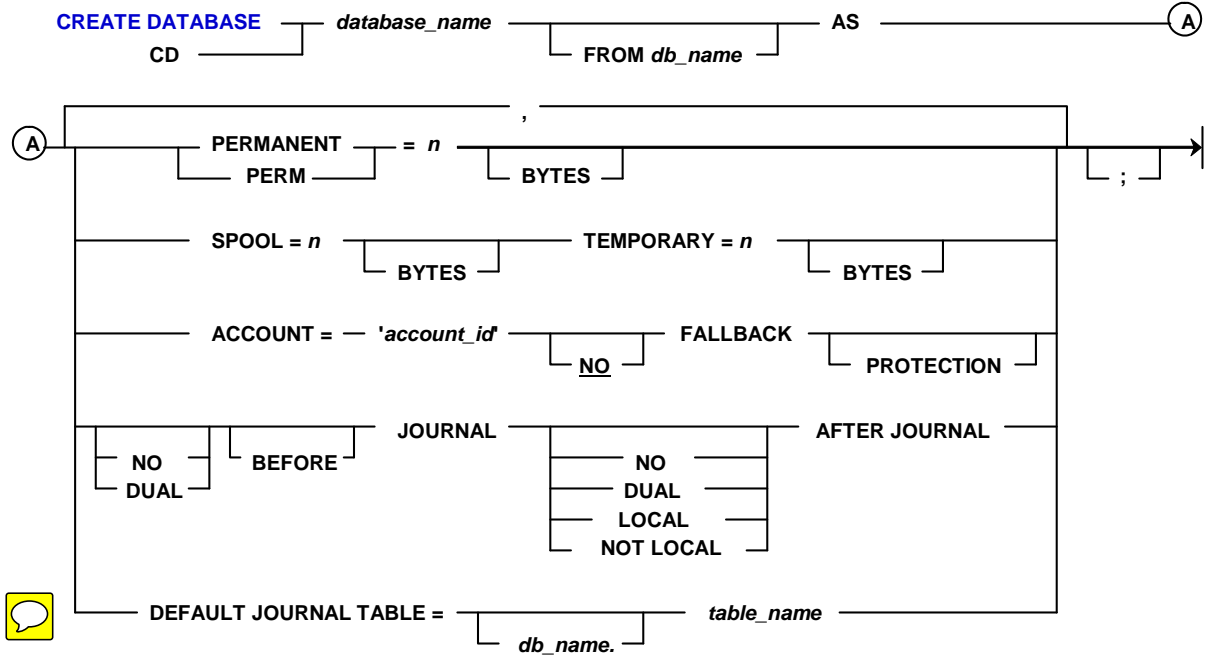 CREATE DATABASE database_name AS A
CD FROM db_name
,
A PERMANENT = n
PERM BYTES ;
SPOOL = n TEMPORARY = n
BYTES BYTES
ACCOUNT = 'account_id' FALLBACK
NO PROTECTION
JOURNAL AFTER JOURNAL
NO BEFORE NO
DUAL DUAL
LOCAL
NOT LOCAL
DEFAULT JOURNAL TABLE = table_name
db_name.